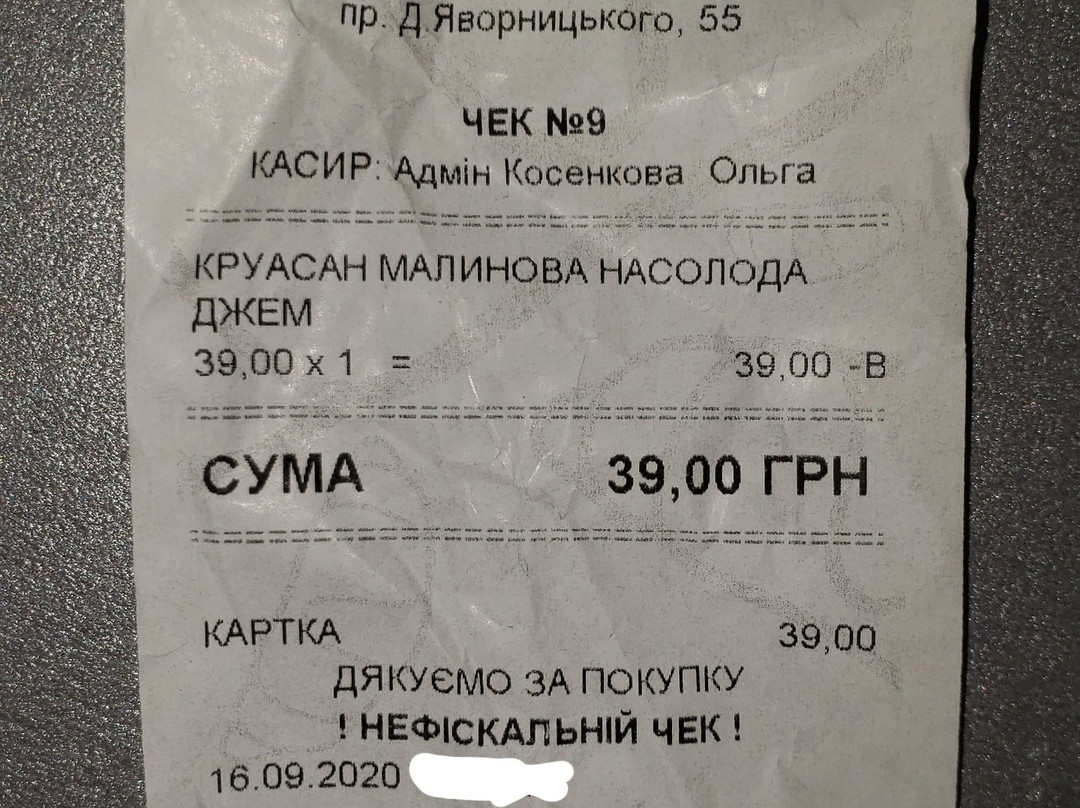 пр. Д.Яворницького, 55
ЧЕК №9
КАСИР: Адмін Косенкова Ольга
КРУАСАН МАЛИНОВА НАСОЛОДА
ДЖЕМ
39,00 x 1 = 39,00 -В
СУМА 39,00 ГРН
КАРТКА 39,00
ДЯКУЄМО ЗА ПОКУПКУ
! НЕФІСКАЛЬНІЙ ЧЕК !
16.09.2020